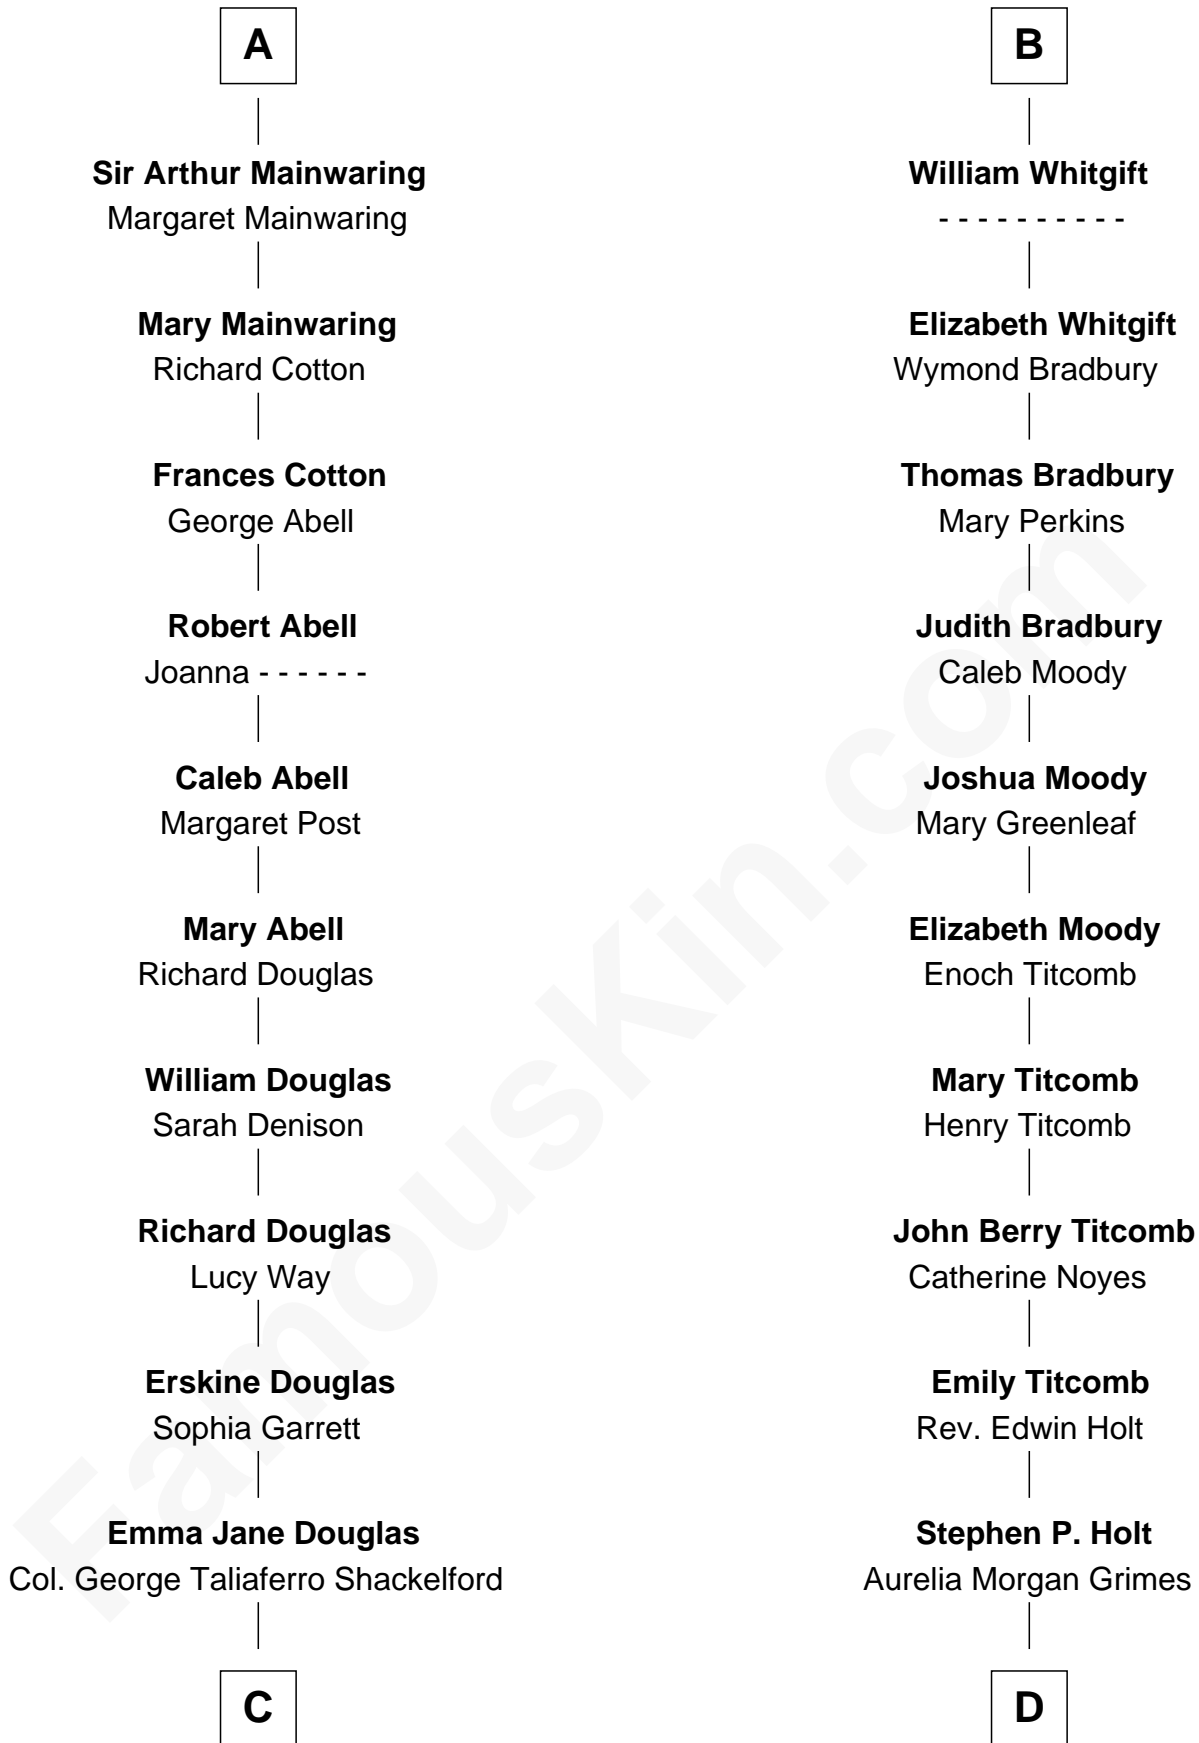 A
Sir Arthur Mainwaring
Margaret Mainwaring
Mary Mainwaring
Richard Cotton
Frances Cotton
George Abell
Robert Abell
Joanna - - - - - -
Caleb Abell
Margaret Post
Mary Abell
Richard Douglas
William Douglas
Sarah Denison
Richard Douglas
Lucy Way
Erskine Douglas
Sophia Garrett
Emma Jane Douglas
Col. George Taliaferro Shackelford
C
B
William Whitgift
- - - - - - - - - -
Elizabeth Whitgift
Wymond Bradbury
Thomas Bradbury
Mary Perkins
Judith Bradbury
Caleb Moody
Joshua Moody
Mary Greenleaf
Elizabeth Moody
Enoch Titcomb
Mary Titcomb
Henry Titcomb
John Berry Titcomb
Catherine Noyes
Emily Titcomb
Rev. Edwin Holt
Stephen P. Holt
Aurelia Morgan Grimes
D
FamousKin.com